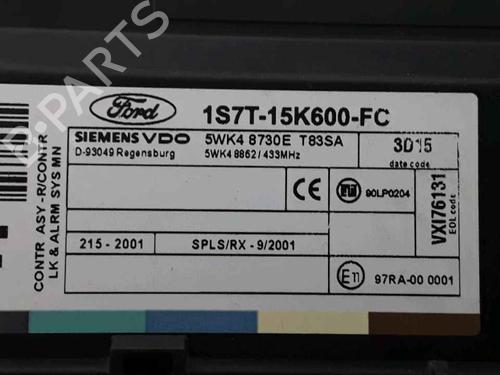 B-PARTS
Ford
1S7T-15K600-FC
SIEMENS VDO
D-93049 Regensburg
5WK4 8730E T83SA
5WK4 8862 / 433MHz
3D15
date code
CE
90LP0204
VXI76131
EOL code
215 - 2001
SPLS/RX - 9/2001
E11
97RA-00 0001
CONTR ASY -R/CONTR
LK & ALRM SYS MN